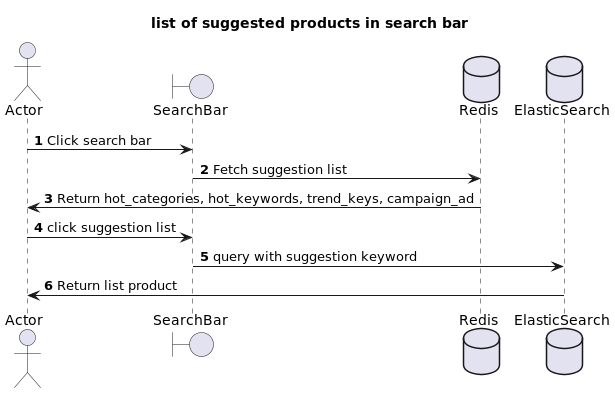 list of suggested products in search bar
Actor SearchBar Redis ElasticSearch
1 Click search bar
2 Fetch suggestion list
3 Return hot_categories, hot_keywords, trend_keys, campaign_ad
4 click suggestion list
5 query with suggestion keyword
6 Return list product
Actor SearchBar Redis ElasticSearch